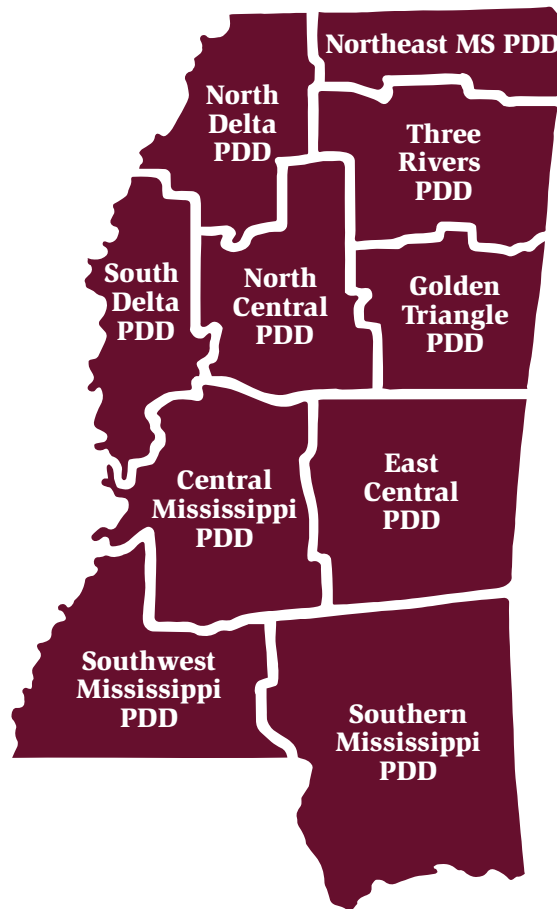 Northeast MS PDD
North
Delta
PDD
Three
Rivers
PDD
South
Delta
PDD
North
Central
PDD
Golden
Triangle
PDD
Central
Mississippi
PDD
East
Central
PDD
Southwest
Mississippi
PDD
Southern
Mississippi
PDD